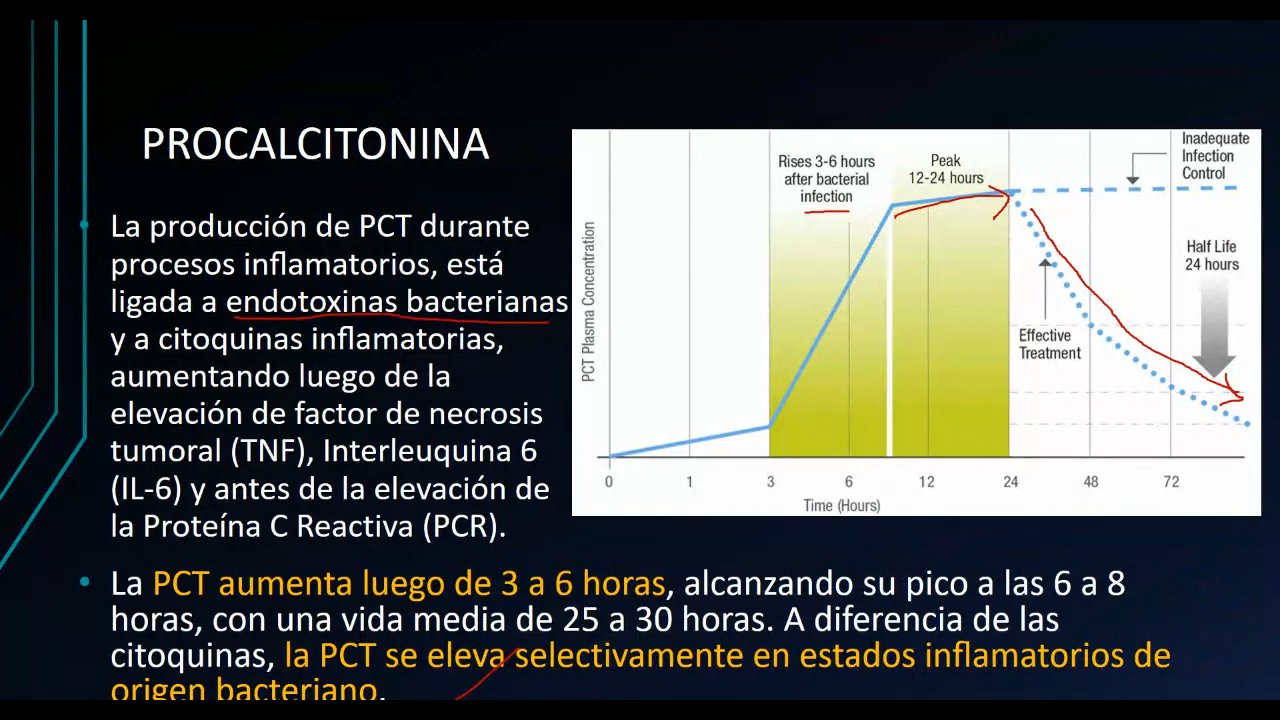 PROCALCITONINA
La producción de PCT durante
procesos inflamatorios, está
ligada a endotoxinas bacterianas
y a citoquinas inflamatorias,
aumentando luego de la
elevación de factor de necrosis
tumoral (TNF), Interleuquina 6
(IL-6) y antes de la elevación de
la Proteína C Reactiva (PCR).
Rises 3-6 hours
after bacterial
infection
Peak
12-24 hours
Inadequate
Infection
Control
Half Life
24 hours
Effective
Treatment
PCT Plasma Concentration
0 1 3 6 12 24 48 72
Time (Hours)
La PCT aumenta luego de 3 a 6 horas, alcanzando su pico a las 6 a 8
horas, con una vida media de 25 a 30 horas. A diferencia de las
citoquinas, la PCT se eleva selectivamente en estados inflamatorios de
origen bacteriano.